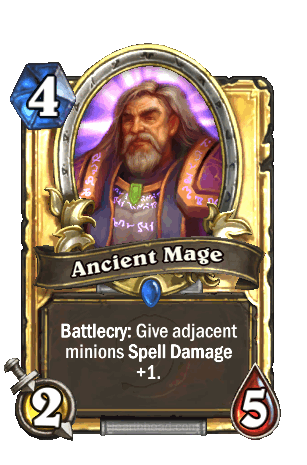 4
Ancient Mage
Battlecry: Give adjacent
minions Spell Damage
+1.
2
5